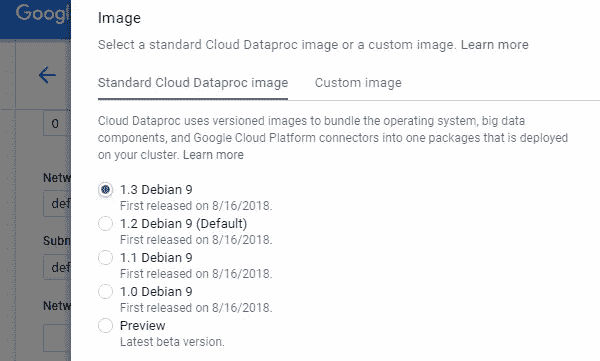 Googl
Image
Select a standard Cloud Dataproc image or a custom image. Learn more
Standard Cloud Dataproc image
Custom image
Cloud Dataproc uses versioned images to bundle the operating system, big data
components, and Google Cloud Platform connectors into one packages that is deployed
on your cluster. Learn more
0
Netw
def
Subn
def
Netw
1.3 Debian 9
First released on 8/16/2018.
1.2 Debian 9 (Default)
First released on 8/16/2018.
1.1 Debian 9
First released on 8/16/2018.
1.0 Debian 9
First released on 8/16/2018.
Preview
Latest beta version.